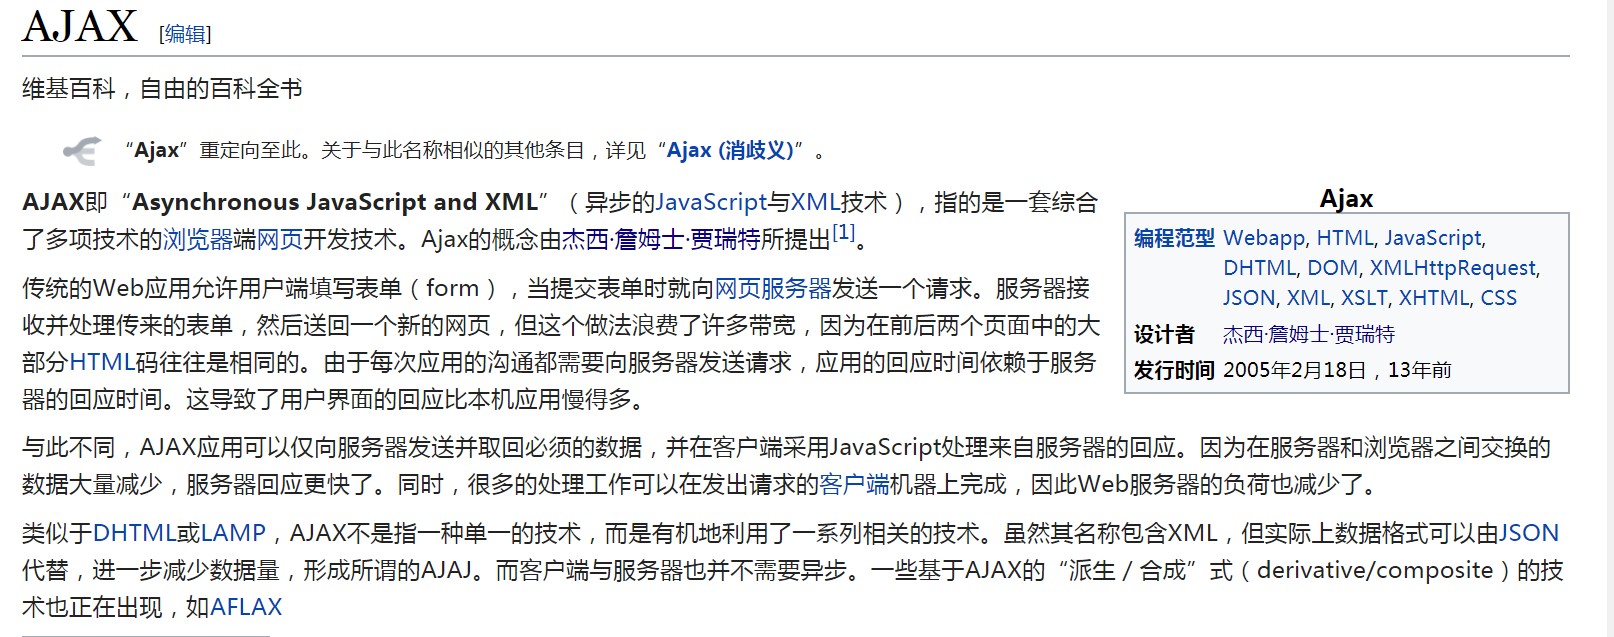 AJAX [编辑]
维基百科，自由的百科全书
“Ajax”重定向至此。关于与此名称相似的其他条目，详见“Ajax (消歧义)”。
AJAX即“Asynchronous JavaScript and XML”（异步的JavaScript与XML技术），指的是一套综合
了多项技术的浏览器端网页开发技术。Ajax的概念由杰西·詹姆士·贾瑞特所提出[1]。
传统的Web应用允许用户端填写表单（form），当提交表单时就向网页服务器发送一个请求。服务器接
收并处理传来的表单，然后送回一个新的网页，但这个做法浪费了许多带宽，因为在前后两个页面中的大
部分HTML码往往是相同的。由于每次应用的沟通都需要向服务器发送请求，应用的回应时间依赖于服务
器的回应时间。这导致了用户界面的回应比本机应用慢得多。
Ajax
编程范型 Webapp, HTML, JavaScript,
DHTML, DOM, XMLHttpRequest,
JSON, XML, XSLT, XHTML, CSS
设计者 杰西·詹姆士·贾瑞特
发行时间 2005年2月18日，13年前
与此不同，AJAX应用可以仅向服务器发送并取回必须的数据，并在客户端采用JavaScript处理来自服务器的回应。因为在服务器和浏览器之间交换的
数据大量减少，服务器回应更快了。同时，很多的处理工作可以在发出请求的客户端机器上完成，因此Web服务器的负荷也减少了。
类似于DHTML或LAMP，AJAX不是指一种单一的技术，而是有机地利用了一系列相关的技术。虽然其名称包含XML，但实际上数据格式可以由JSON
代替，进一步减少数据量，形成所谓的AJAJ。而客户端与服务器也并不需要异步。一些基于AJAX的“派生／合成”式（derivative/composite）的技
术也正在出现，如AFLAX